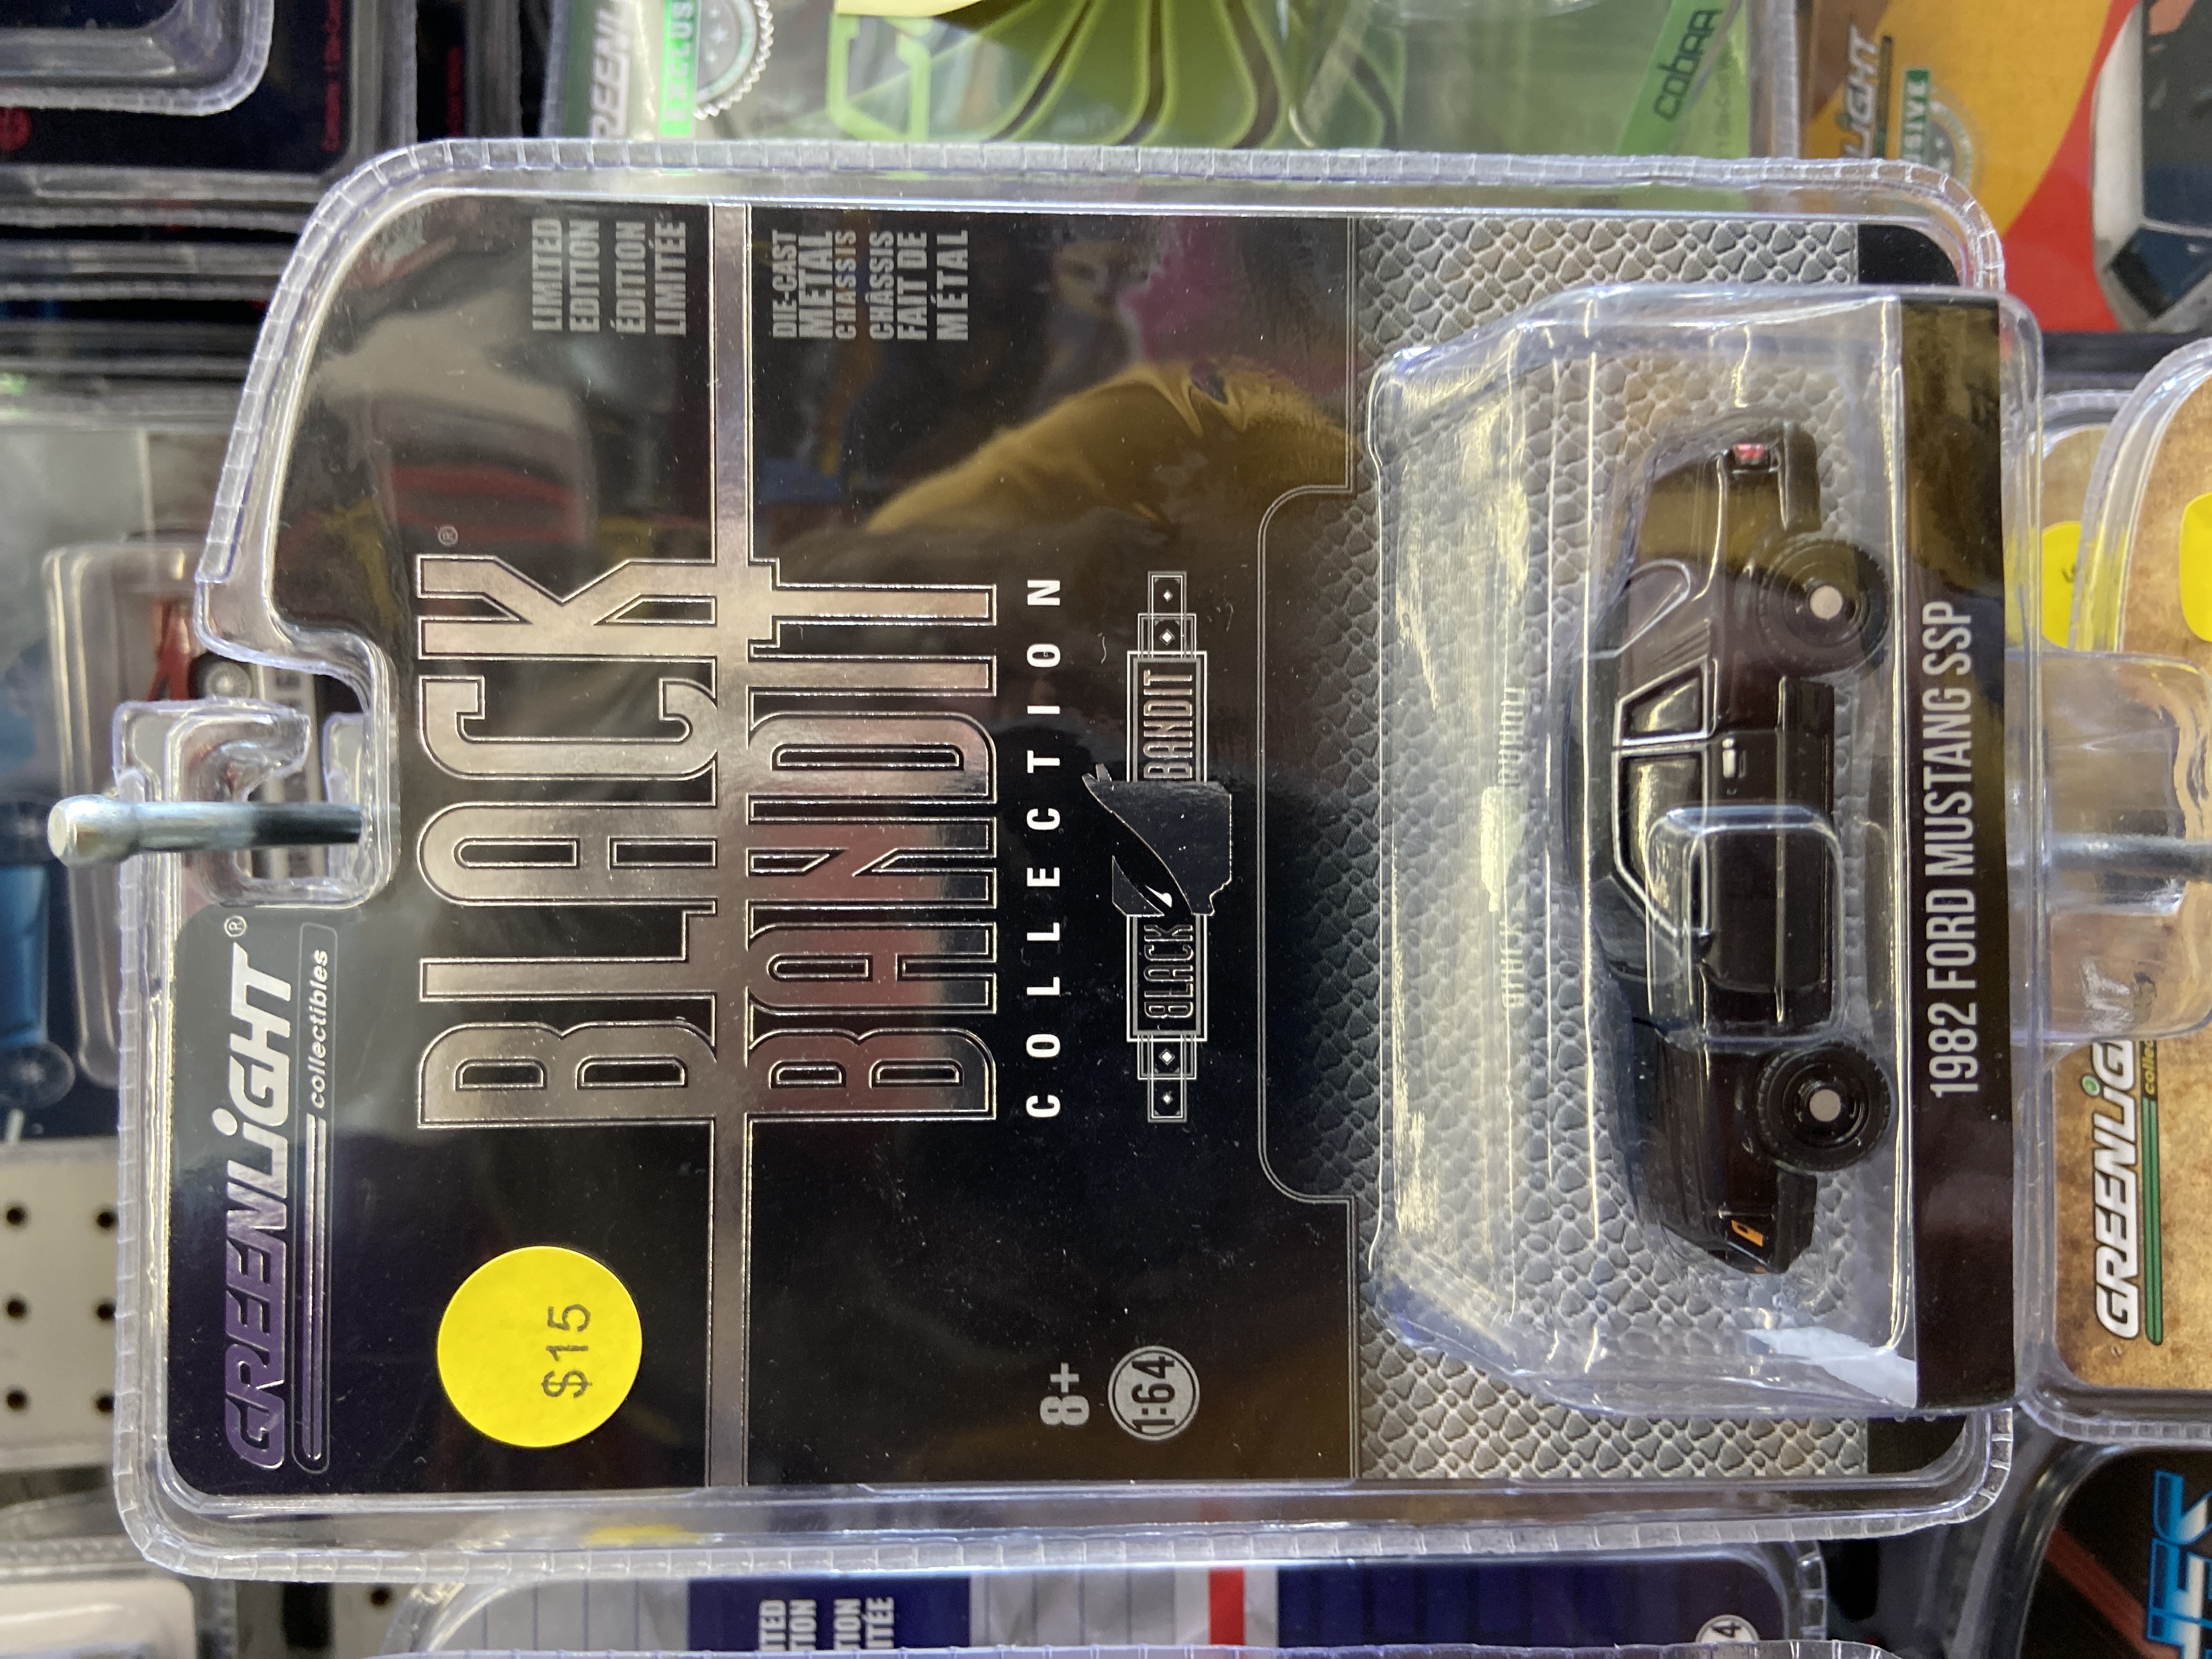 GREENLiGHT®
collectibles
$15
LIMITED
EDITION
ÉDITION
LIMITÉE
BLACK®
BANDIT
COLLECTION
DIE-CAST
METAL
CHASSIS
CHASSIS
FAIT DE
MÉTAL
8+
1:64
BLACK BANDIT
1982 FORD MUSTANG SSP
COBRA
GREENLiGHT